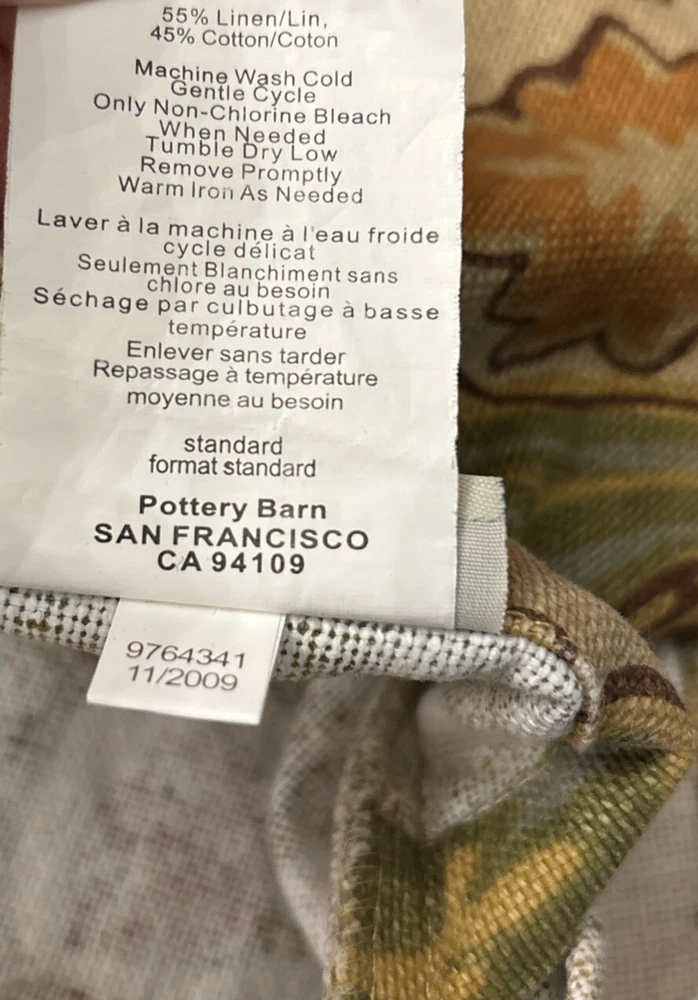 55% Linen/Lin,
45% Cotton/Coton
Machine Wash Cold
Gentle Cycle
Only Non-Chlorine Bleach
When Needed
Tumble Dry Low
Remove Promptly
Warm Iron As Needed
Laver à la machine à l'eau froide
cycle délicat
Seulement Blanchiment sans
chlore au besoin
Séchage par culbutage à basse
température
Enlever sans tarder
Repassage à température
moyenne au besoin
standard
format standard
Pottery Barn
SAN FRANCISCO
CA 94109
9764341
11/2009